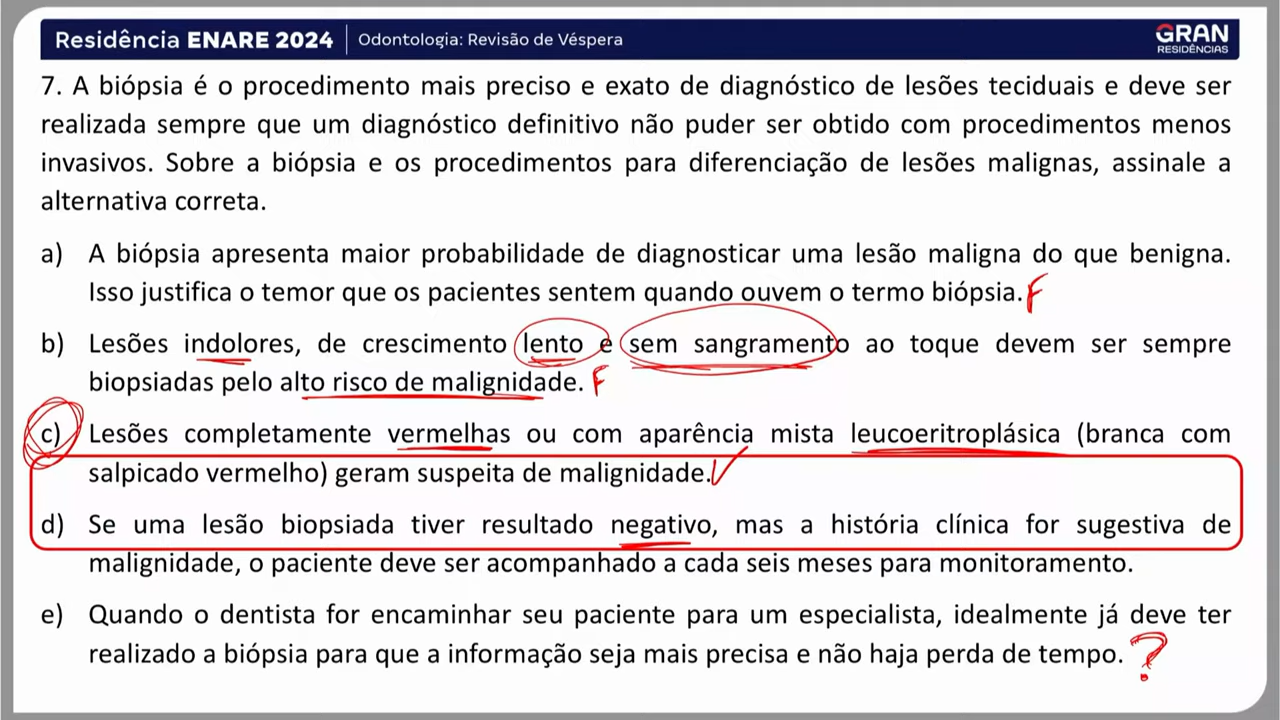 Residência ENARE 2024 | Odontologia: Revisão de Véspera
GRAN
RESIDÊNCIAS
7. A biópsia é o procedimento mais preciso e exato de diagnóstico de lesões teciduais e deve ser
realizada sempre que um diagnóstico definitivo não puder ser obtido com procedimentos menos
invasivos. Sobre a biópsia e os procedimentos para diferenciação de lesões malignas, assinale a
alternativa correta.
a) A biópsia apresenta maior probabilidade de diagnosticar uma lesão maligna do que benigna.
Isso justifica o temor que os pacientes sentem quando ouvem o termo biópsia. F
b) Lesões indolores, de crescimento lento e sem sangramento ao toque devem ser sempre
biopsiadas pelo alto risco de malignidade. F
c) Lesões completamente vermelhas ou com aparência mista leucoeritroplásica (branca com
salpicado vermelho) geram suspeita de malignidade.
d) Se uma lesão biopsiada tiver resultado negativo, mas a história clínica for sugestiva de
malignidade, o paciente deve ser acompanhado a cada seis meses para monitoramento.
e) Quando o dentista for encaminhar seu paciente para um especialista, idealmente já deve ter
realizado a biópsia para que a informação seja mais precisa e não haja perda de tempo. ?